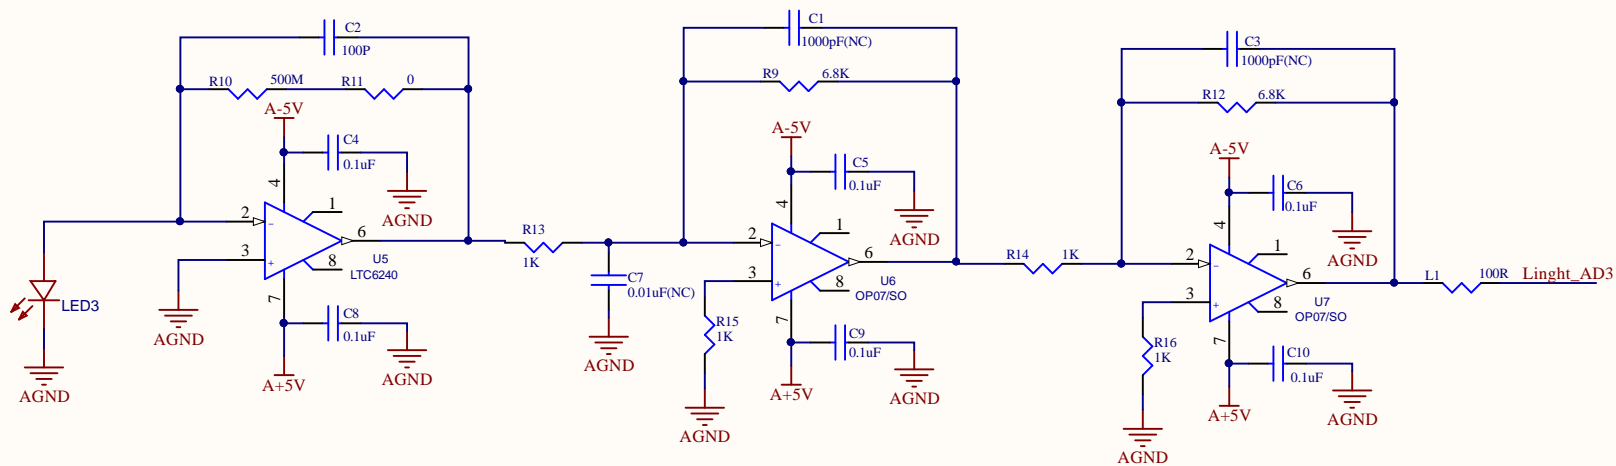 C2
100P
R10
500M
R11
0
A-5V
C4
0.1uF
AGND
4
2
-
1
6
3
+
8
U5
LTC6240
7
C8
0.1uF
AGND
A+5V
AGND
LED3
AGND
C1
1000pF(NC)
R9
6.8K
A-5V
C5
0.1uF
AGND
4
R13
1K
C7
0.01uF(NC)
AGND
2
-
1
6
3
+
8
U6
OP07/SO
7
R15
1K
AGND
C9
0.1uF
AGND
A+5V
C3
1000pF(NC)
R12
6.8K
A-5V
C6
0.1uF
AGND
4
R14
1K
2
-
1
6
3
+
8
U7
OP07/SO
7
R16
1K
AGND
C10
0.1uF
AGND
A+5V
L1
100R
Linght_AD3